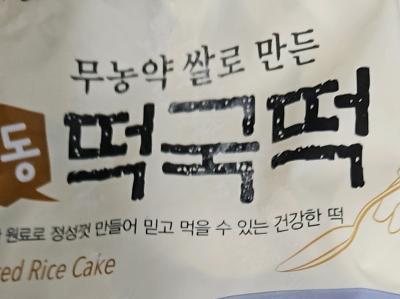 무농약 쌀로 만든
동
떡국떡
원료로 정성껏 만들어 믿고 먹을 수 있는 건강한 떡
Rice Cake